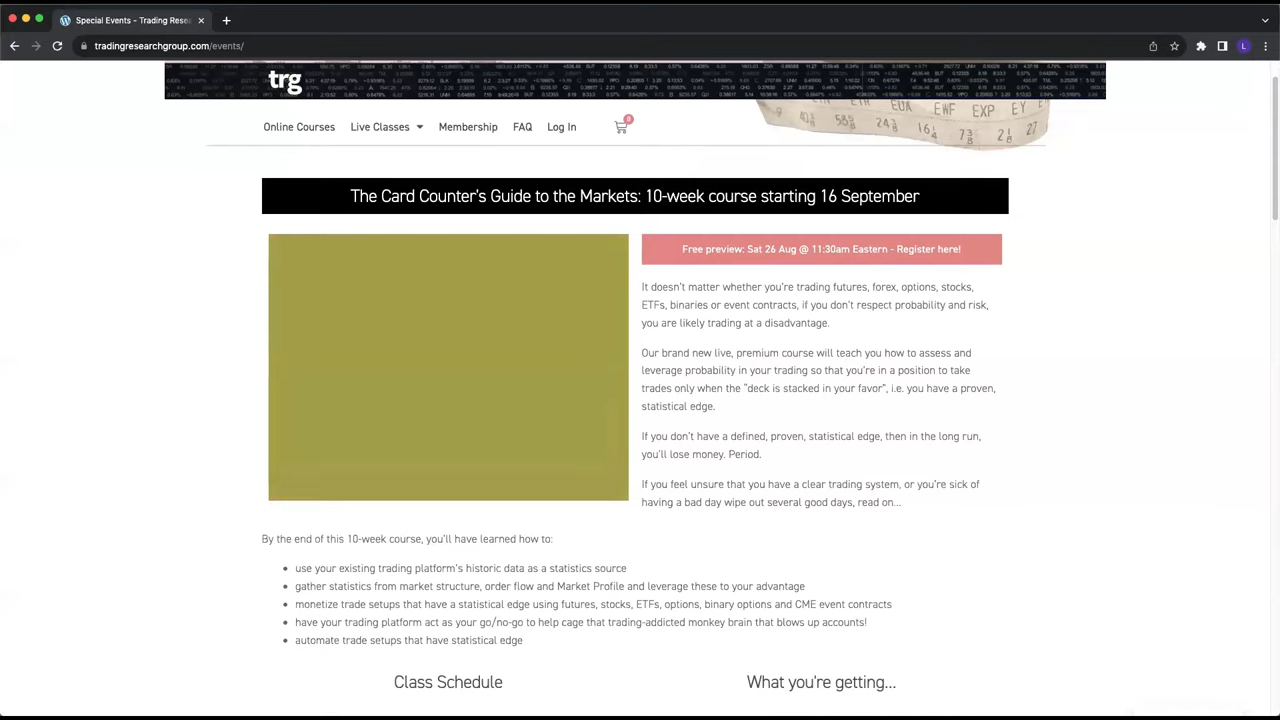 Special Events - Trading Rese
tradingresearchgroup.com/events/
L
trg
ETH EUA EWF EXP EY
Online Courses Live Classes Membership FAQ Log In 0
The Card Counter's Guide to the Markets: 10-week course starting 16 September
Free preview: Sat 26 Aug @ 11:30am Eastern - Register here!
It doesn't matter whether you're trading futures, forex, options, stocks,
ETFs, binaries or event contracts, if you don't respect probability and risk,
you are likely trading at a disadvantage.
Our brand new live, premium course will teach you how to assess and
leverage probability in your trading so that you're in a position to take
trades only when the "deck is stacked in your favor", i.e. you have a proven,
statistical edge.
If you don't have a defined, proven, statistical edge, then in the long run,
you'll lose money. Period.
If you feel unsure that you have a clear trading system, or you're sick of
having a bad day wipe out several good days, read on...
By the end of this 10-week course, you'll have learned how to:
• use your existing trading platform's historic data as a statistics source
• gather statistics from market structure, order flow and Market Profile and leverage these to your advantage
• monetize trade setups that have a statistical edge using futures, stocks, ETFs, options, binary options and CME event contracts
• have your trading platform act as your go/no-go to help cage that trading-addicted monkey brain that blows up accounts!
• automate trade setups that have statistical edge
Class Schedule
What you're getting...